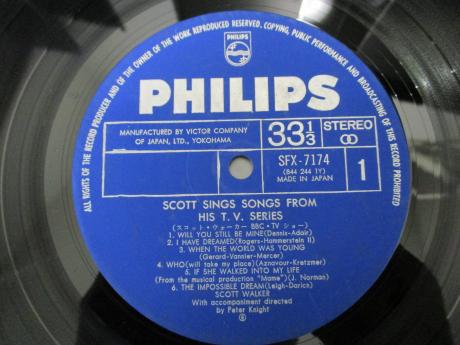 ALL RIGHTS OF THE RECORD PRODUCER AND OF THE OWNER OF THE WORK REPRODUCED RESERVED. COPYING, PUBLIC PERFORMANCE AND BROADCASTING OF THIS RECORD PROHIBITED
PHILIPS
PHILIPS
MANUFACTURED BY VICTOR COMPANY
OF JAPAN, LTD., YOKOHAMA
33 1/3
STEREO
SFX-7174
(844 244 1Y)
MADE IN JAPAN
1
SCOTT SINGS SONGS FROM
HIS T. V. SERiES
(スコット・ウォーカー BBC・TV ショー)
1. WILL YOU STILL BE MINE(Dennis-Adair)
2. I HAVE DREAMED(Rogers-Hammerstein II)
3. WHEN THE WORLD WAS YOUNG
(Gerard-Vannier-Mercer)
4. WHO(will take my place)(Aznavour-Kretzmer)
5. IF SHE WALKED INTO MY LIFE
(From the musical production "Mame")(J. Norman)
6. THE IMPOSSIBLE DREAM(Leigh-Darich)
SCOTT WALKER
With accompaniment directed
by Peter Knight